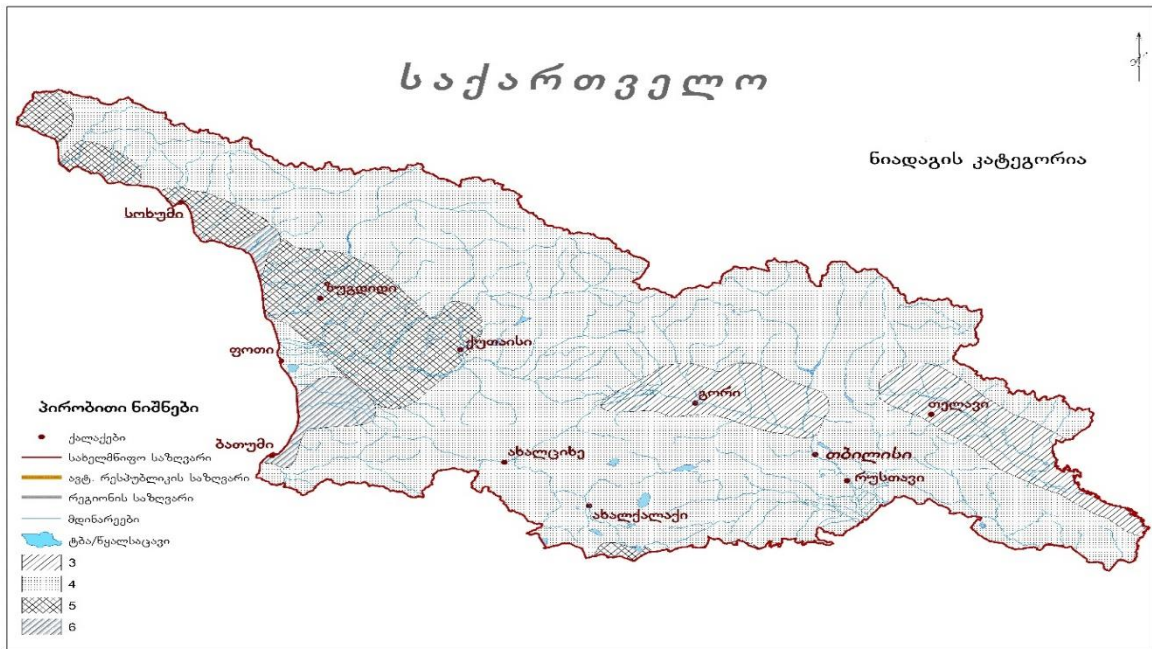 საქართველო
ნიადაგის კატეგორია
სოხუმი
ზუგდიდი
ქუთაისი
ფოთი
გორი
თელავი
ბათუმი
ახალციხე
თბილისი
რუსთავი
ახალქალაქი
პირობითი ნიშნები
ქალაქები
სახელმწიფო საზღვარი
ავტ. რესპუბლიკის საზღვარი
რეგიონის საზღვარი
მდინარეები
ტბა/წყალსაცავი
3
4
5
6